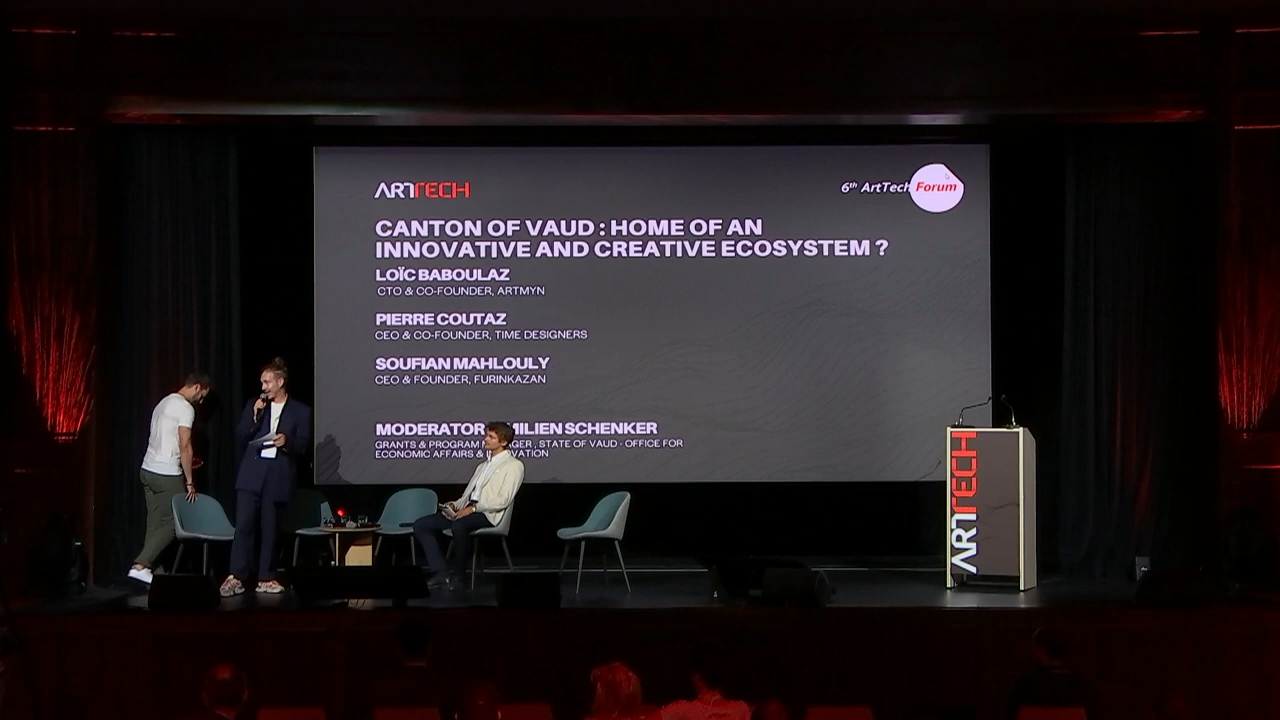 ARTTECH
6th ArtTech Forum
CANTON OF VAUD : HOME OF AN
INNOVATIVE AND CREATIVE ECOSYSTEM ?
LOÏC BABOULAZ
CTO & CO-FOUNDER, ARTMYN
PIERRE COUTAZ
CEO & CO-FOUNDER, TIME DESIGNERS
SOUFIAN MAHLOULY
CEO & FOUNDER, FURINKAZAN
MODERATOR MILIEN SCHENKER
GRANTS & PROGRAM M GER , STATE OF VAUD - OFFICE FOR
ECONOMIC AFFAIRS & VATION
ARTTECH